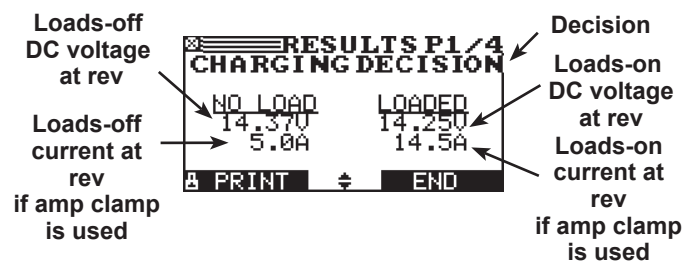 Loads-off
DC voltage
at rev
Loads-off
current at
rev
if amp clamp
is used
RESULTS P1/4
CHARGING DECISION
NO LOAD LOADED
14.37V 14.25V
5.0A 14.5A
PRINT END
Decision
Loads-on
DC voltage
at rev
Loads-on
current at
rev
if amp clamp
is used